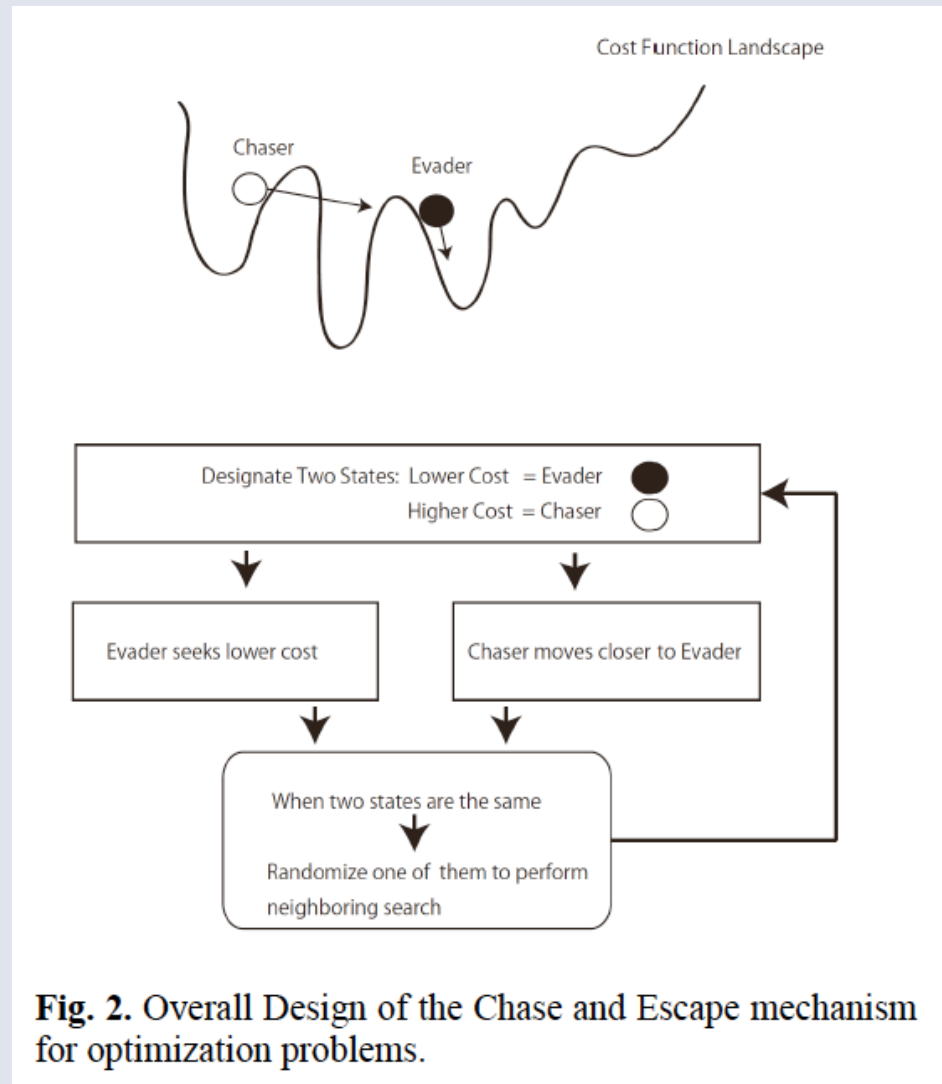 Cost Function Landscape
Chaser
Evader
Designate Two States: Lower Cost = Evader
Higher Cost = Chaser
Evader seeks lower cost
Chaser moves closer to Evader
When two states are the same
Randomize one of them to perform
neighboring search
Fig. 2. Overall Design of the Chase and Escape mechanism
for optimization problems.